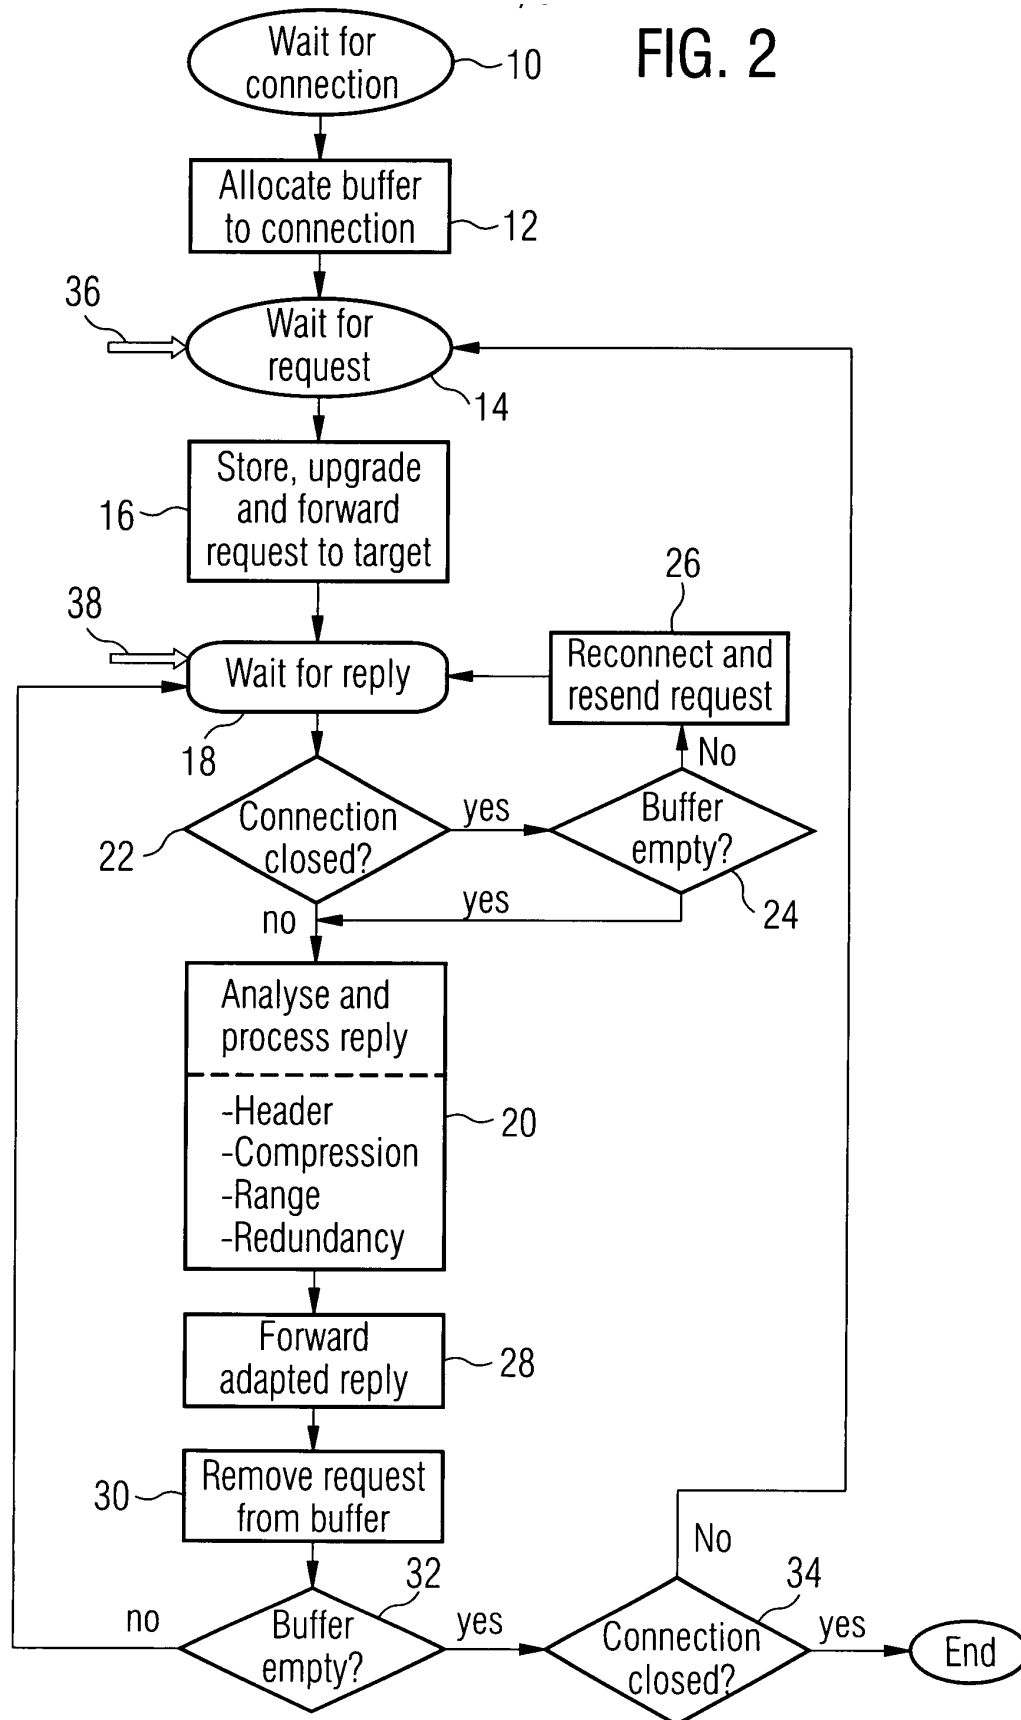 FIG. 2
Wait for
connection
10
Allocate buffer
to connection
12
36
Wait for
request
14
Store, upgrade
and forward
request to target
16
38
Wait for reply
18
26
Reconnect and
resend request
No
Connection
closed?
22
yes
Buffer
empty?
24
yes
no
Analyse and
process reply
-Header
-Compression
-Range
-Redundancy
20
Forward
adapted reply
28
Remove request
from buffer
30
32
Buffer
empty?
no
yes
No
34
Connection
closed?
yes
End